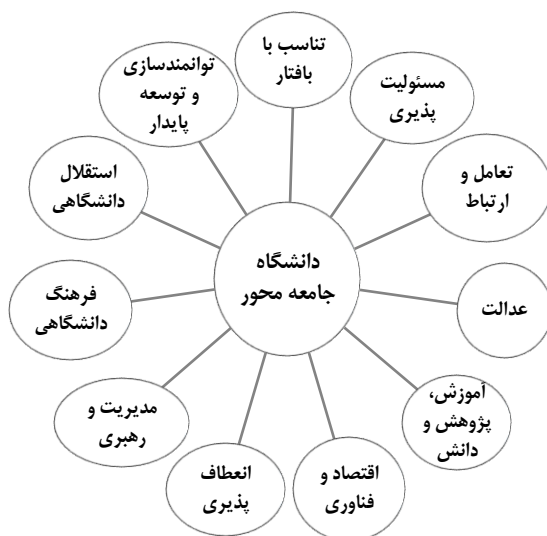 تناسب با
بافتار
مسئولیت
پذیری
تعامل و
ارتباط
عدالت
آموزش،
پژوهش و
دانش
اقتصاد و
فناوری
انعطاف
پذیری
مدیریت و
رهبری
فرهنگ
دانشگاهی
استقلال
دانشگاهی
توانمندسازی
و توسعه
پایدار
دانشگاه
جامعه محور